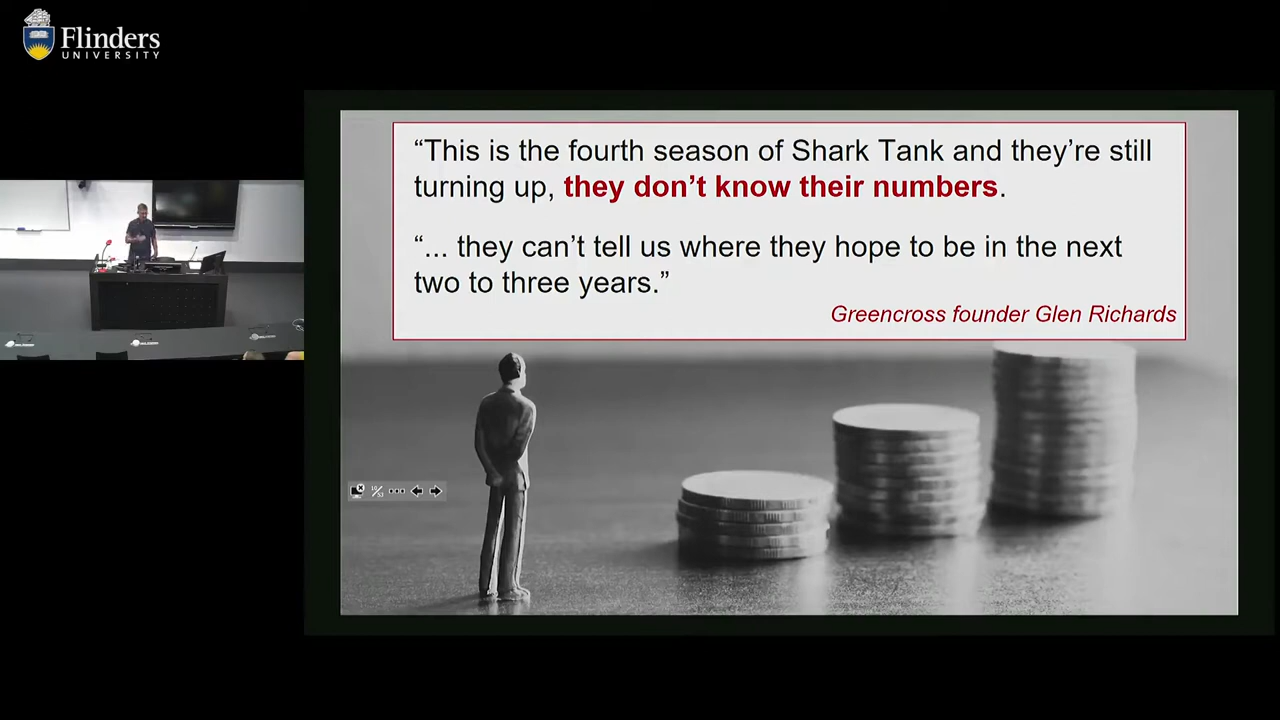 Flinders
UNIVERSITY
“This is the fourth season of Shark Tank and they’re still
turning up, they don’t know their numbers.
“... they can’t tell us where they hope to be in the next
two to three years.”
Greencross founder Glen Richards